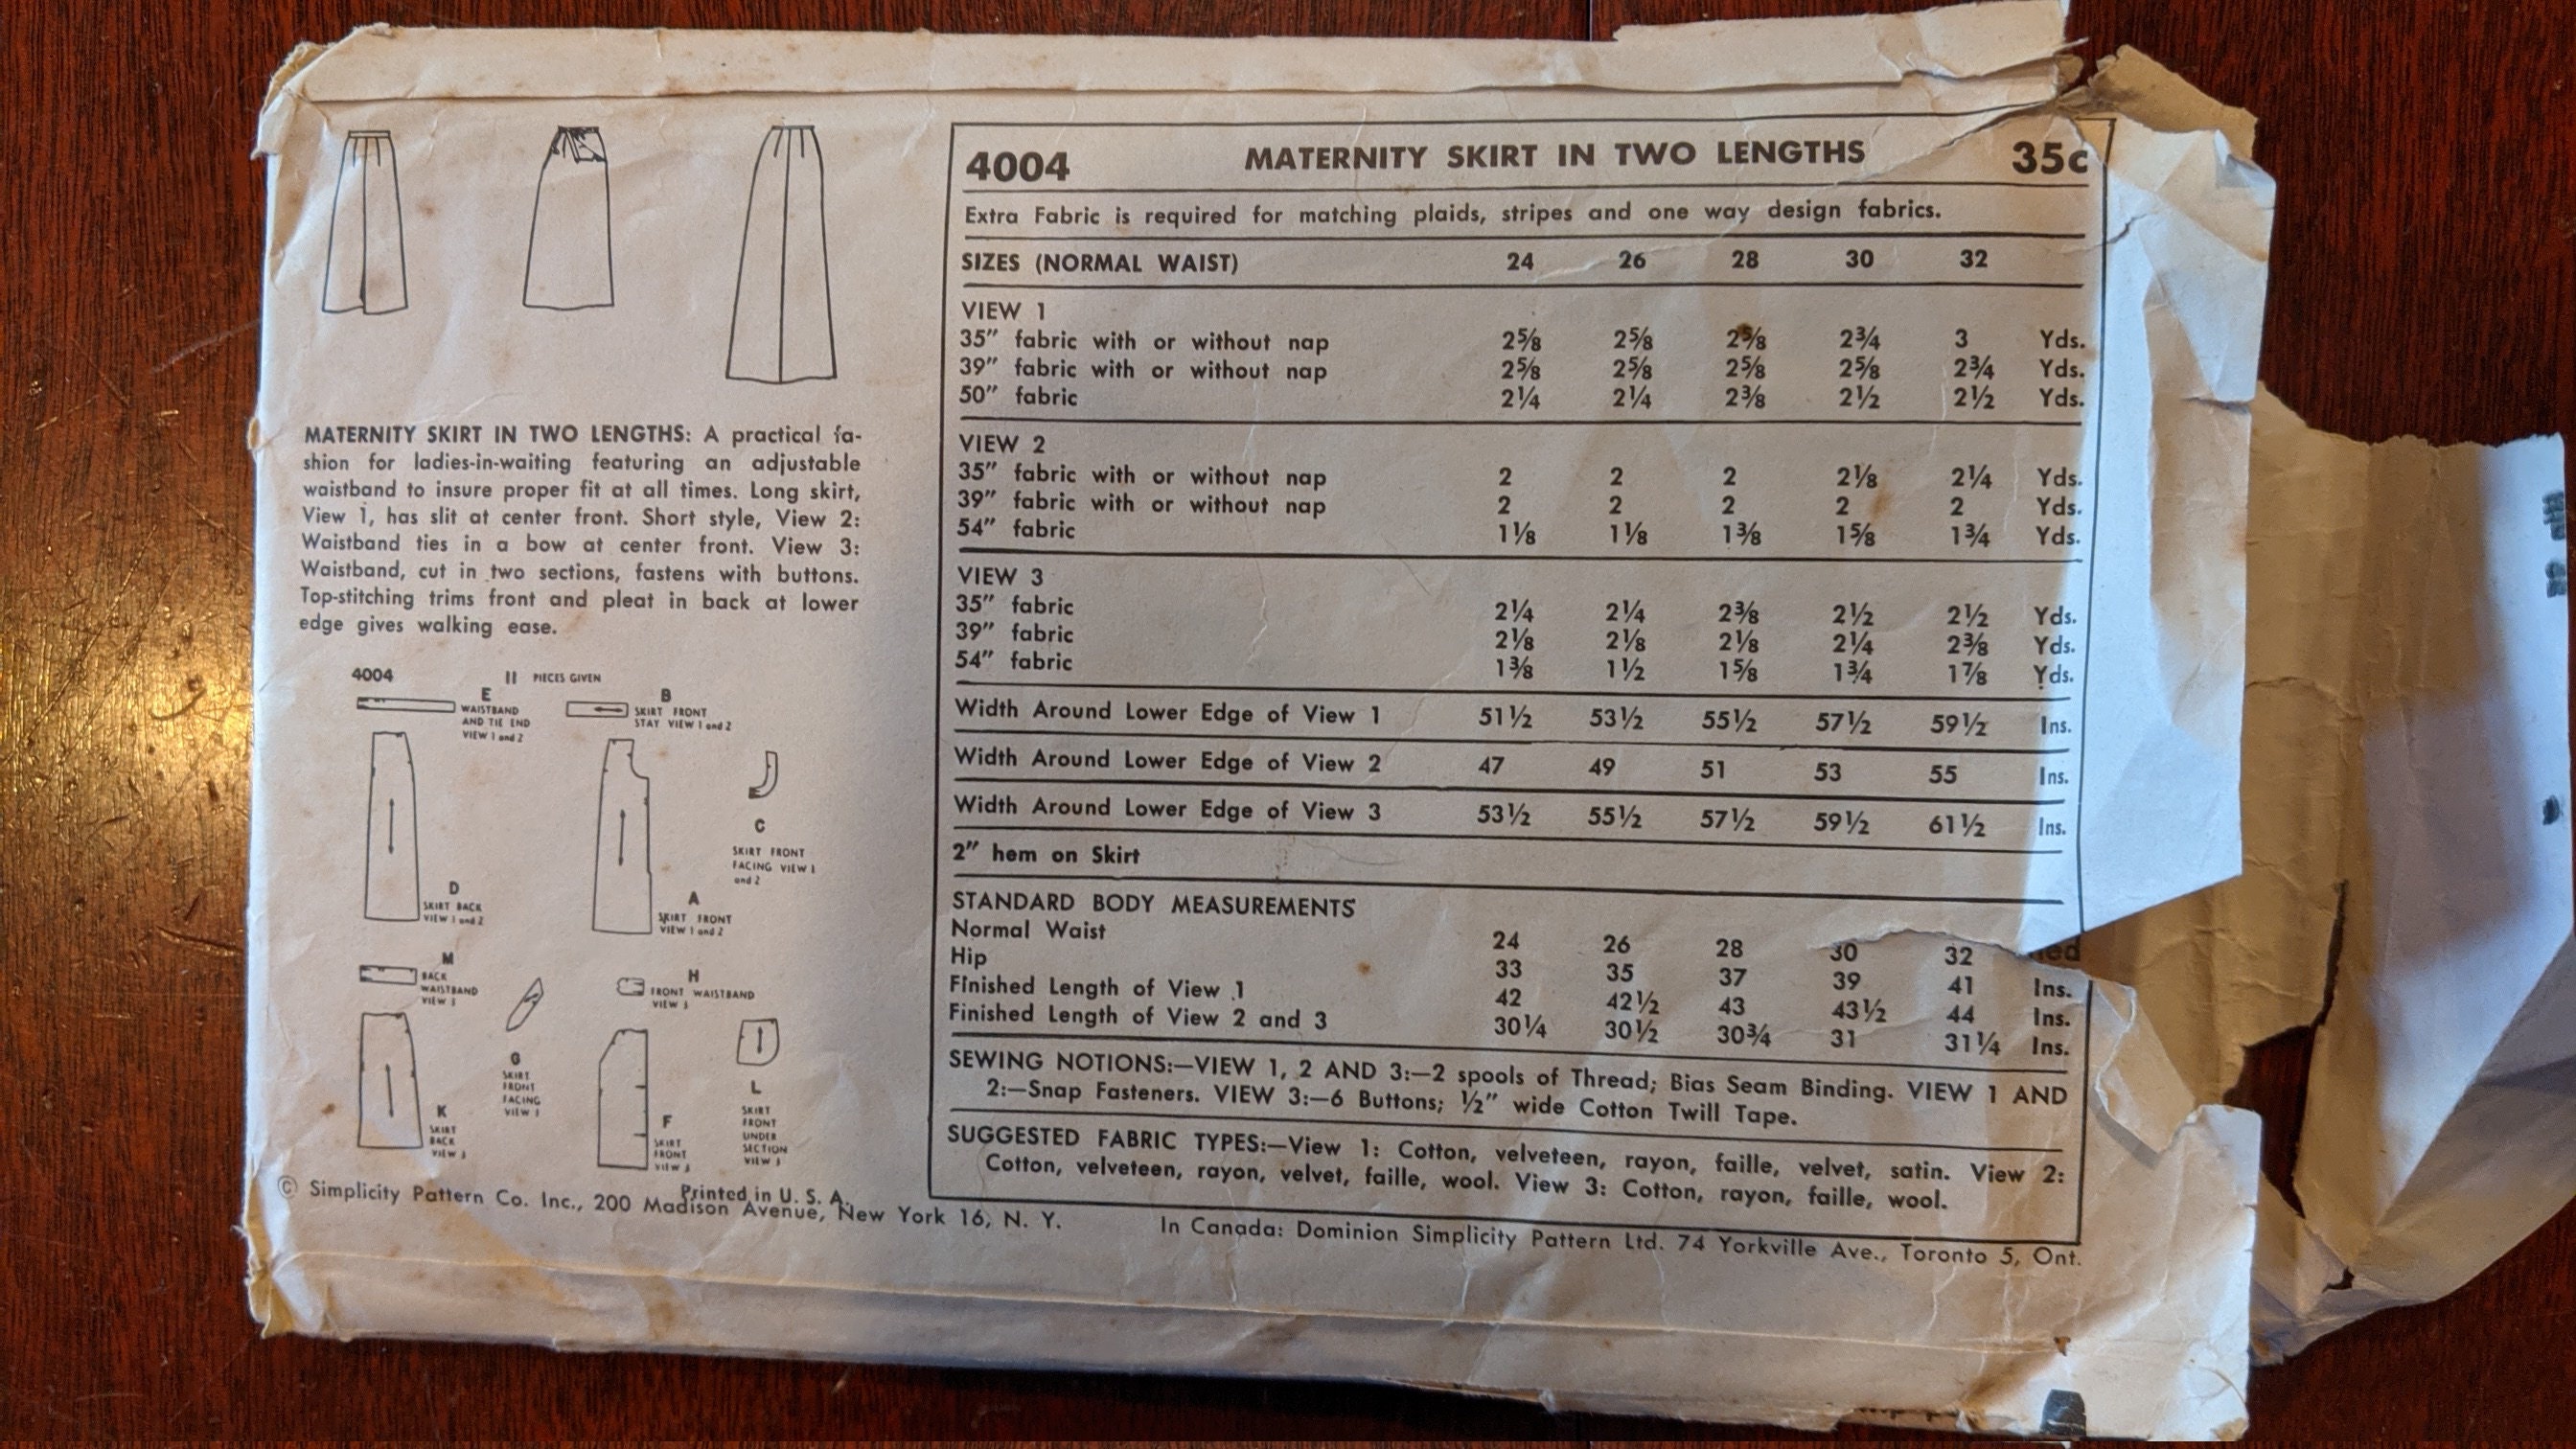 MATERNITY SKIRT IN TWO LENGTHS: A practical fa-
shion for ladies-in-waiting featuring an adjustable
waistband to insure proper fit at all times. Long skirt,
View 1, has slit at center front. Short style, View 2:
Waistband ties in a bow at center front. View 3:
Waistband, cut in two sections, fastens with buttons.
Top-stitching trims front and pleat in back at lower
edge gives walking ease.
4004 11 PIECES GIVEN
E
WAISTBAND
AND TIE END
VIEW 1 and 2
B
SKIRT FRONT
STAY VIEW 1 and 2
D
SKIRT BACK
VIEW 1 and 2
A
SKIRT FRONT
VIEW 1 and 2
C
SKIRT FRONT
FACING VIEW 1
and 2
M
BACK
WAISTBAND
VIEW 3
G
SKIRT
FRONT
FACING
VIEW 3
H
FRONT WAISTBAND
VIEW 3
K
SKIRT
BACK
VIEW 3
F
SKIRT
FRONT
VIEW 3
L
SKIRT
FRONT
UNDER
SECTION
VIEW 3
Printed in U. S. A.
© Simplicity Pattern Co. Inc., 200 Madison Avenue, New York 16, N. Y.
4004 MATERNITY SKIRT IN TWO LENGTHS 35c
Extra Fabric is required for matching plaids, stripes and one way design fabrics.
SIZES (NORMAL WAIST) 24 26 28 30 32
VIEW 1
35" fabric with or without nap 2⅝ 2⅝ 2⅝ 2¾ 3 Yds.
39" fabric with or without nap 2⅝ 2⅝ 2⅝ 2⅝ 2¾ Yds.
50" fabric 2¼ 2¼ 2⅜ 2½ 2½ Yds.
VIEW 2
35" fabric with or without nap 2 2 2 2⅛ 2¼ Yds.
39" fabric with or without nap 2 2 2 2 2 Yds.
54" fabric 1⅛ 1⅛ 1⅜ 1⅝ 1¾ Yds.
VIEW 3
35" fabric 2¼ 2¼ 2⅜ 2½ 2½ Yds.
39" fabric 2⅛ 2⅛ 2⅛ 2¼ 2⅜ Yds.
54" fabric 1⅜ 1½ 1⅝ 1¾ 1⅞ Yds.
Width Around Lower Edge of View 1 51½ 53½ 55½ 57½ 59½ Ins.
Width Around Lower Edge of View 2 47 49 51 53 55 Ins.
Width Around Lower Edge of View 3 53½ 55½ 57½ 59½ 61½ Ins.
2" hem on Skirt
STANDARD BODY MEASUREMENTS
Normal Waist 24 26 28 30 32
Hip 33 35 37 39 41 Ins.
Finished Length of View 1 42 42½ 43 43½ 44 Ins.
Finished Length of View 2 and 3 30¼ 30½ 30¾ 31 31¼ Ins.
SEWING NOTIONS:—VIEW 1, 2 AND 3:—2 spools of Thread; Bias Seam Binding. VIEW 1 AND
2:—Snap Fasteners. VIEW 3:—6 Buttons; ½" wide Cotton Twill Tape.
SUGGESTED FABRIC TYPES:—View 1: Cotton, velveteen, rayon, faille, velvet, satin. View 2:
Cotton, velveteen, rayon, velvet, faille, wool. View 3: Cotton, rayon, faille, wool.
In Canada: Dominion Simplicity Pattern Ltd. 74 Yorkville Ave., Toronto 5, Ont.